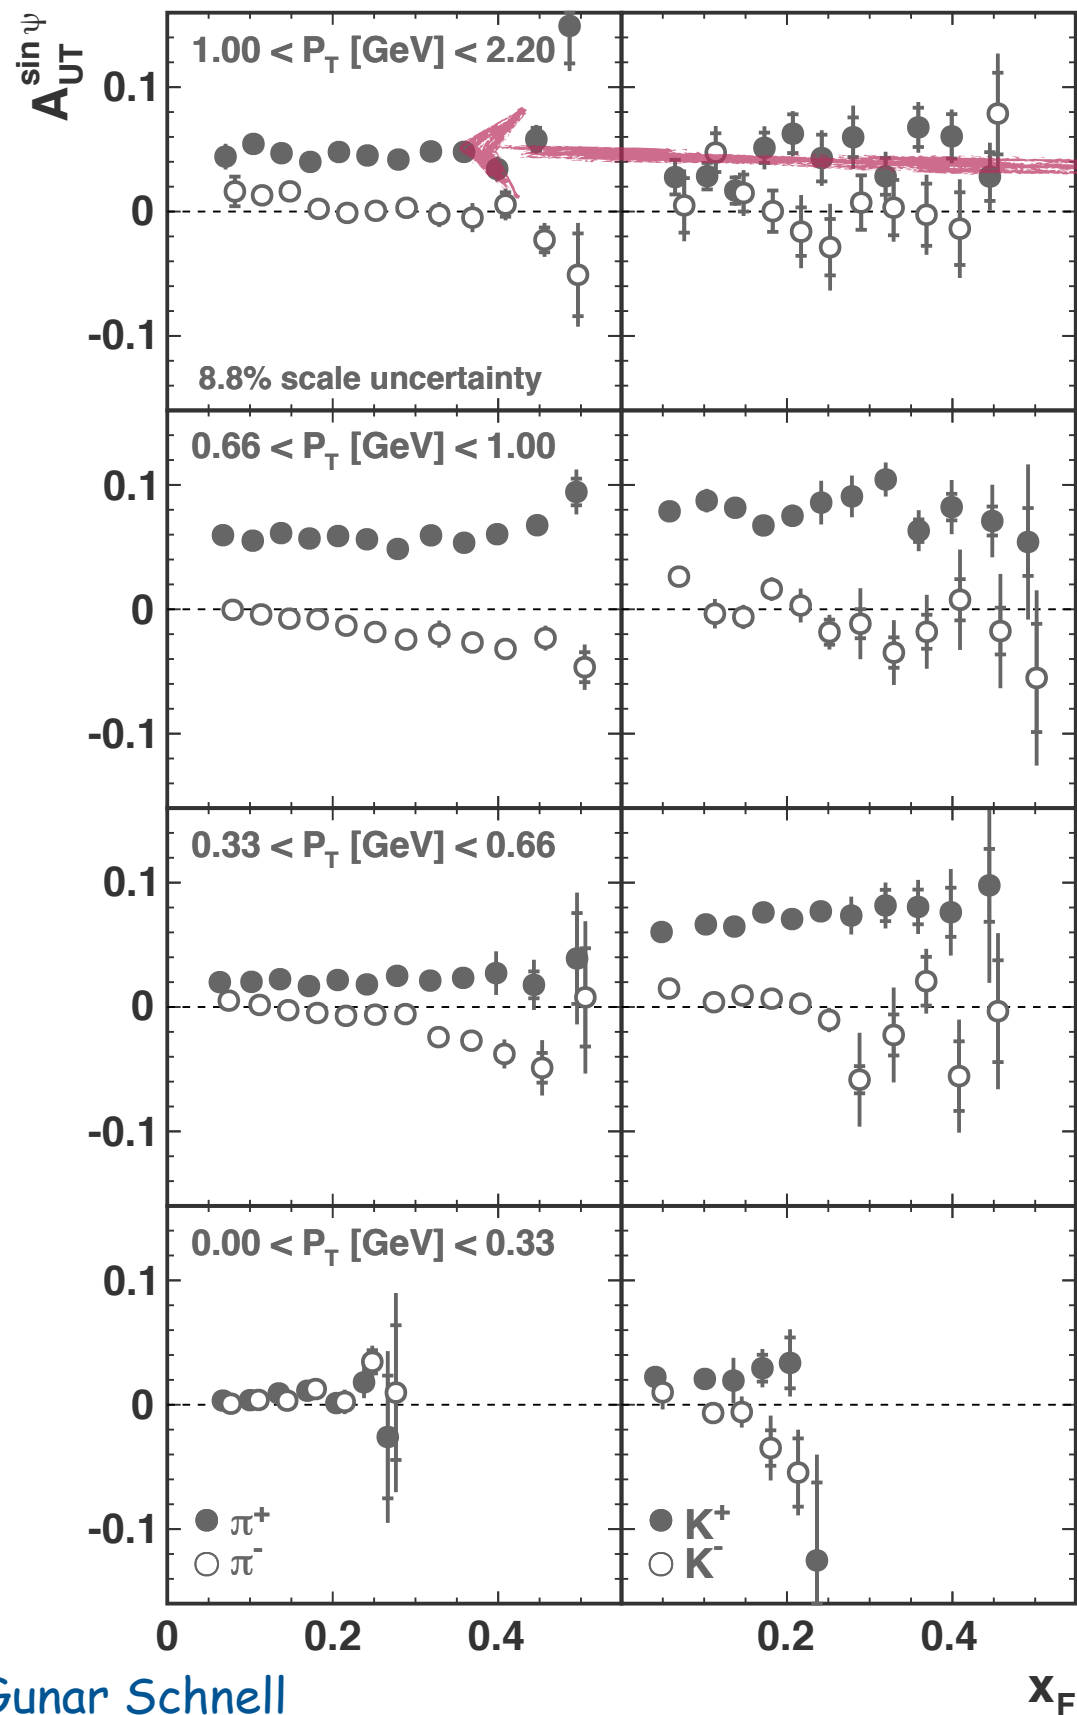 A_UT^sin ψ
1.00 < P_T [GeV] < 2.20
0.1
0
-0.1
8.8% scale uncertainty
0.66 < P_T [GeV] < 1.00
0.1
0
-0.1
0.33 < P_T [GeV] < 0.66
0.1
0
-0.1
0.00 < P_T [GeV] < 0.33
0.1
0
-0.1
π⁺
π⁻
K⁺
K⁻
0 0.2 0.4 0.2 0.4
x_F
Gunar Schnell